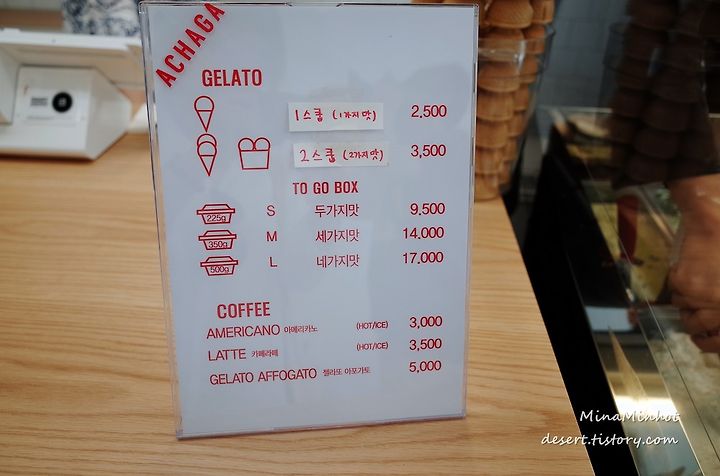 ACHAGA
GELATO
1스쿱 (1가지맛) 2,500
2스쿱 (2가지맛) 3,500
TO GO BOX
225g S 두가지맛 9,500
350g M 세가지맛 14,000
500g L 네가지맛 17,000
COFFEE
AMERICANO 아메리카노 (HOT/ICE) 3,000
LATTE 카페라떼 (HOT/ICE) 3,500
GELATO AFFOGATO 젤라또 아포가토 5,000
MinaMinhot
desert.tistory.com